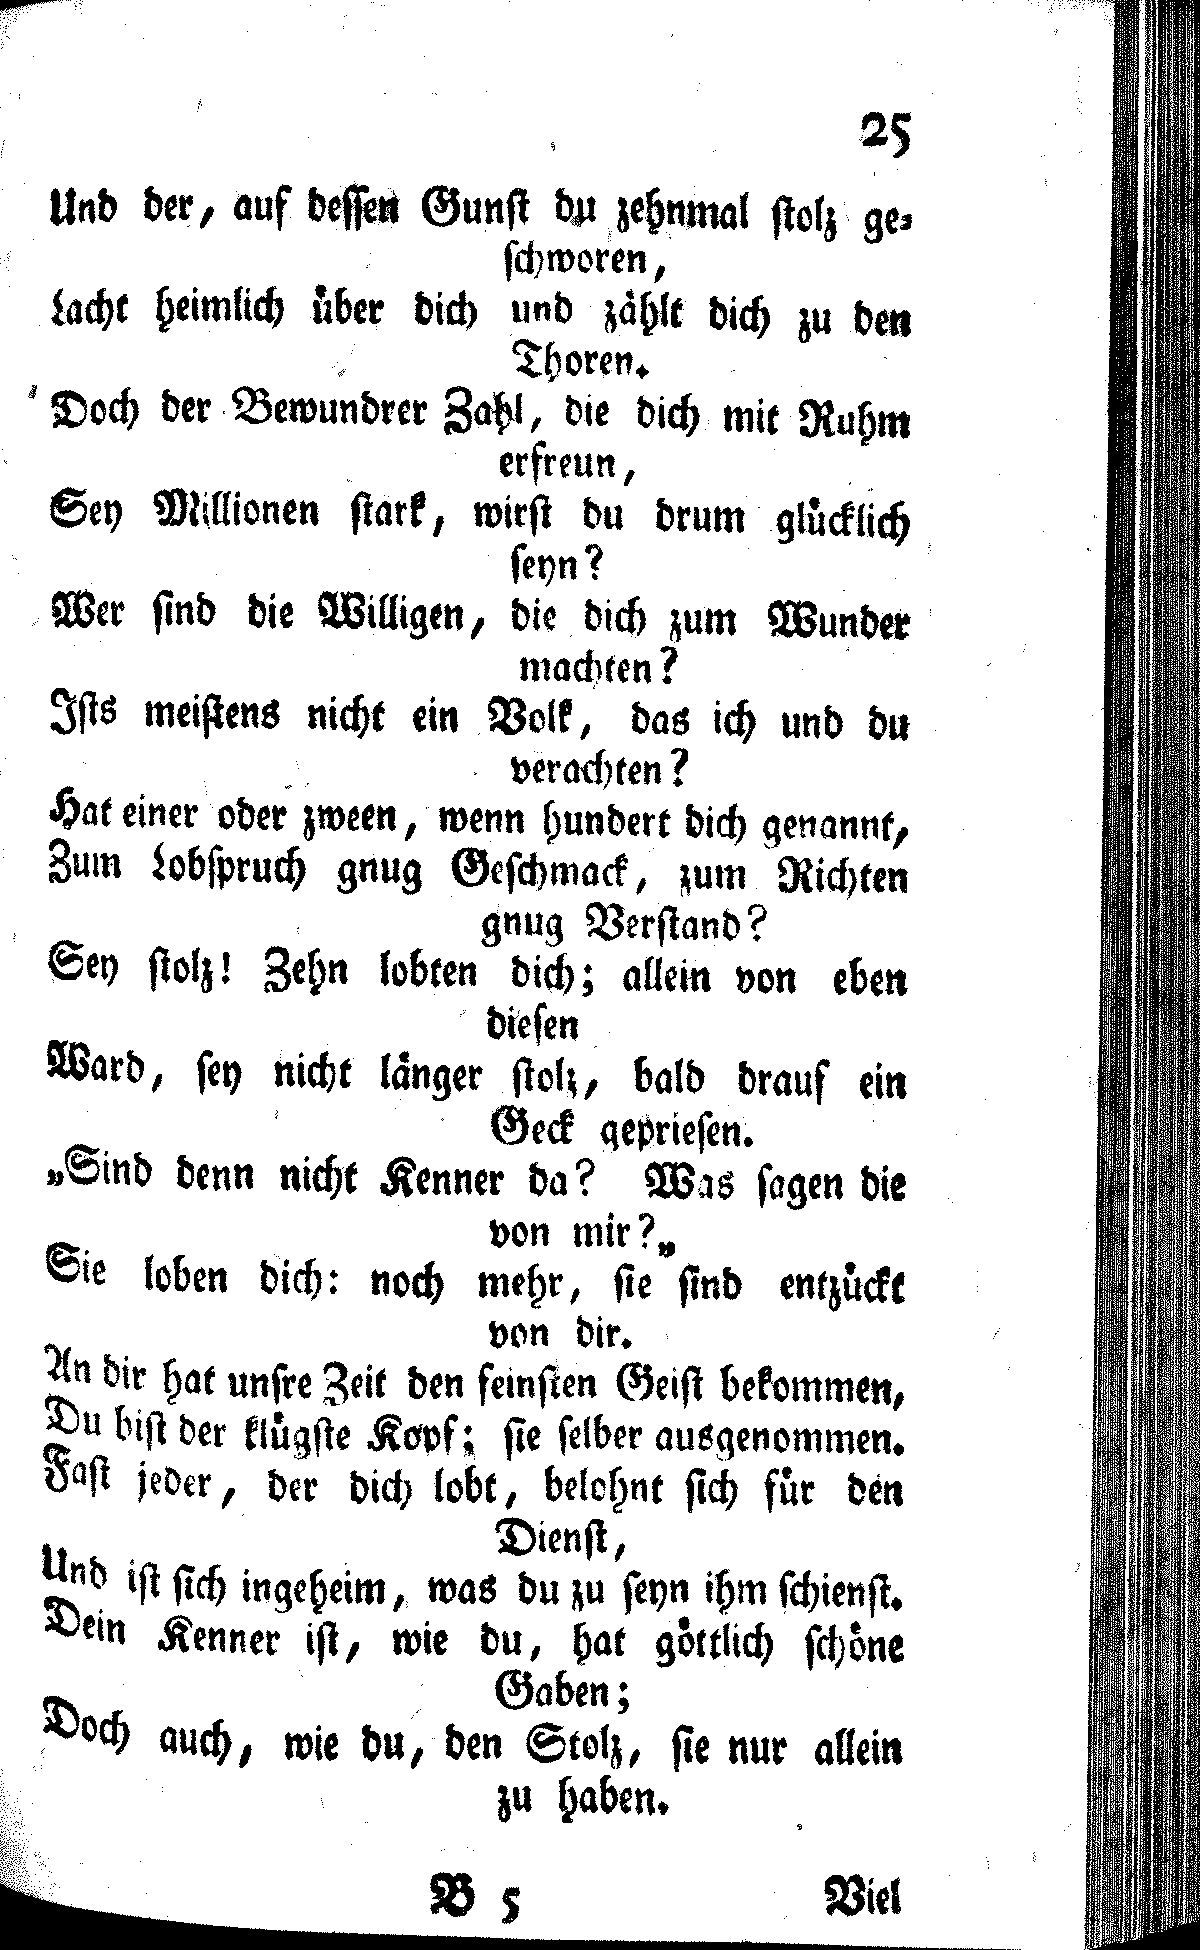 25
Und der, auf dessen Gunst du zehnmal stolz ge-
schworen,
Lacht heimlich über dich und zählt dich zu den
Thoren.
Doch der Bewundrer Zahl, die dich mit Ruhm
erfreun,
Sey Millionen stark, wirst du drum glücklich
seyn?
Wer sind die Willigen, die dich zum Wunder
machten?
Ists meistens nicht ein Volk, das ich und du
verachten?
Hat einer oder zween, wenn hundert dich genannt,
Zum Lobspruch gnug Geschmack, zum Richten
gnug Verstand?
Sey stolz! Zehn lobten dich; allein von eben
diesen
Ward, sey nicht länger stolz, bald drauf ein
Geck gepriesen.
„Sind denn nicht Kenner da? Was sagen die
von mir?„
Sie loben dich: noch mehr, sie sind entzückt
von dir.
An dir hat unsre Zeit den feinsten Geist bekommen,
Du bist der klügste Kopf; sie selber ausgenommen.
Fast jeder, der dich lobt, belohnt sich für den
Dienst,
Und ist sich ingeheim, was du zu seyn ihm schienst.
Dein Kenner ist, wie du, hat göttlich schöne
Gaben;
Doch auch, wie du, den Stolz, sie nur allein
zu haben.
B 5 Viel